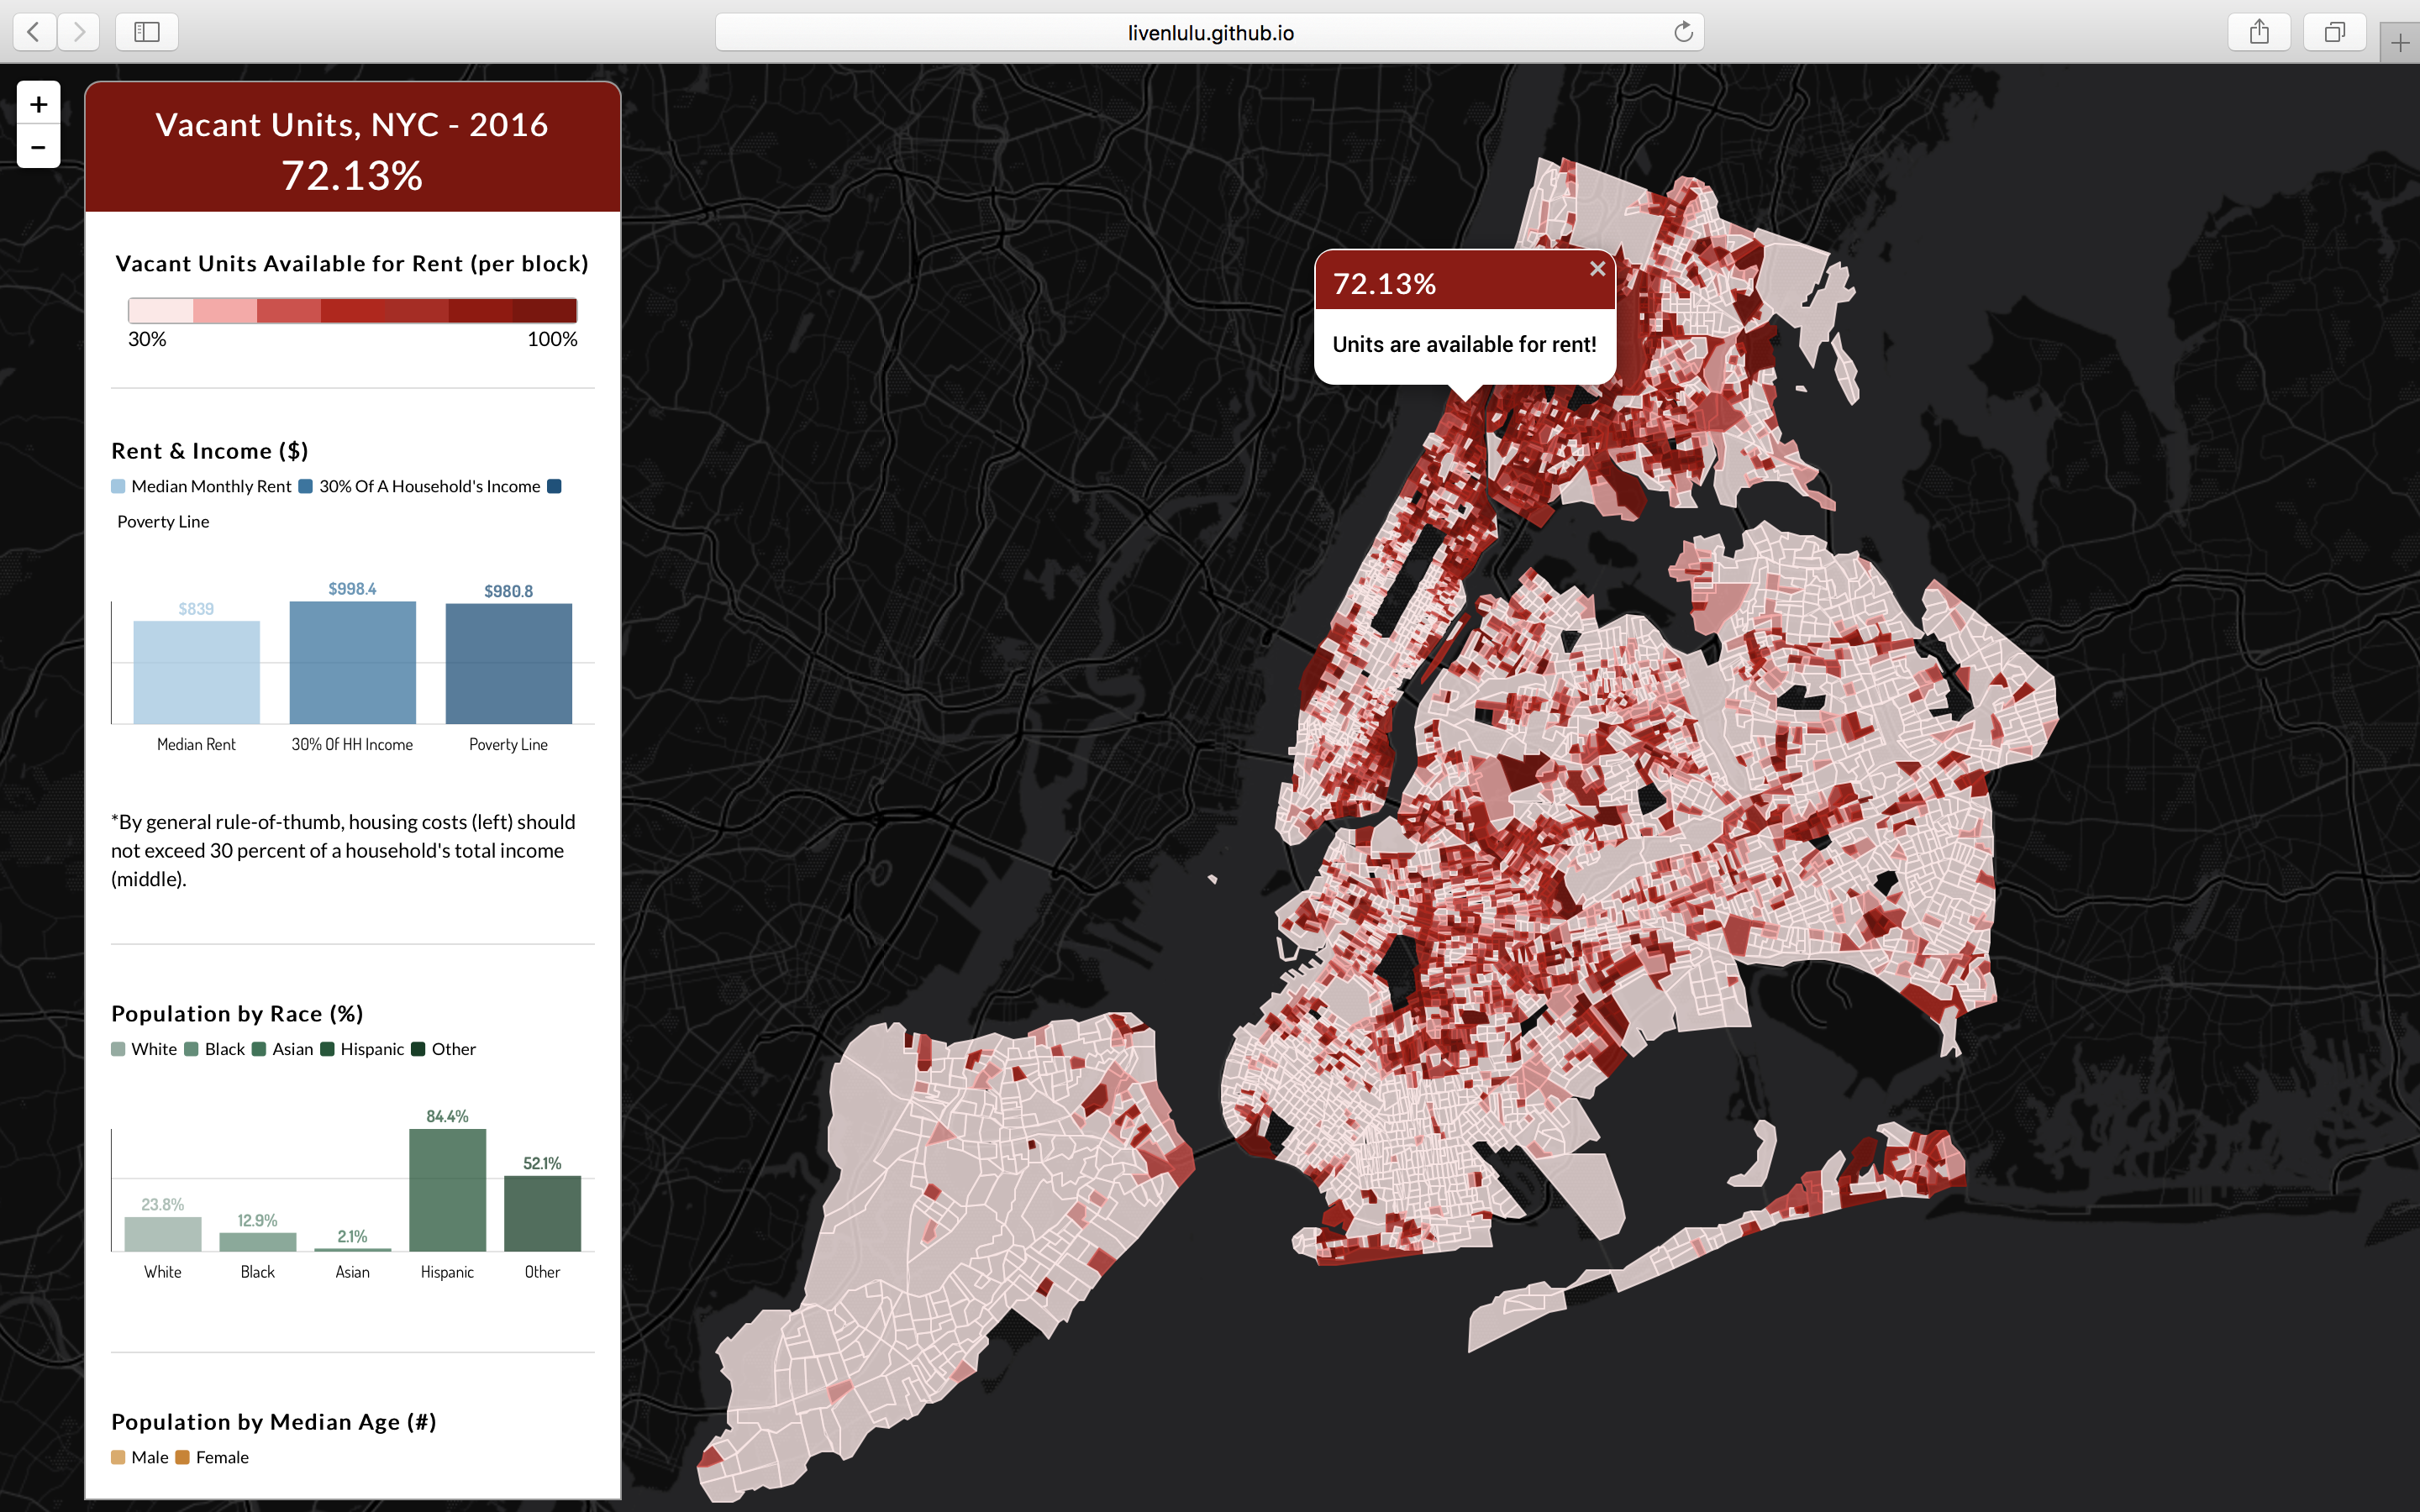 livenlulu.github.io
+
−
Vacant Units, NYC - 2016
72.13%
Vacant Units Available for Rent (per block)
30% 100%
Rent & Income ($)
Median Monthly Rent 30% Of A Household's Income
Poverty Line
$839 $998.4 $980.8
Median Rent 30% Of HH Income Poverty Line
*By general rule-of-thumb, housing costs (left) should
not exceed 30 percent of a household's total income
(middle).
Population by Race (%)
White Black Asian Hispanic Other
23.8% 12.9% 2.1% 84.4% 52.1%
White Black Asian Hispanic Other
Population by Median Age (#)
Male Female
72.13% ×
Units are available for rent!